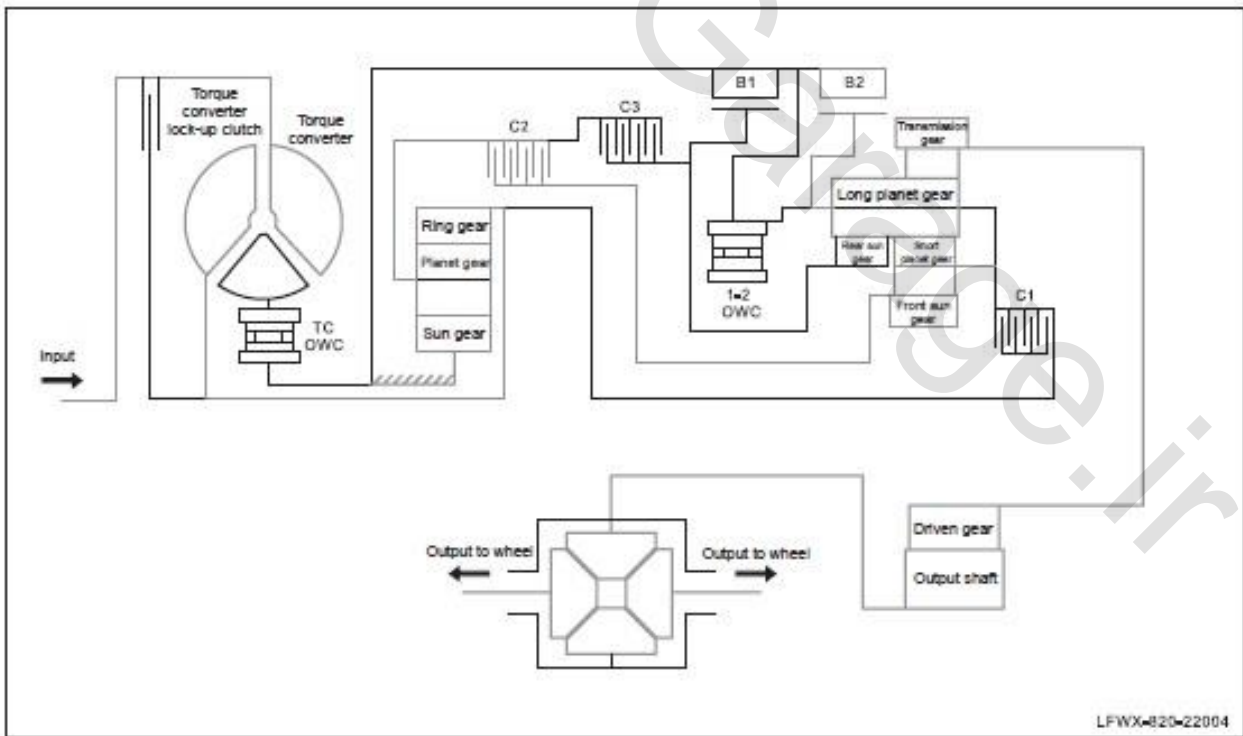 B1
B2
C3
C2
Torque
converter
lock-up clutch
Torque
converter
Transmission
gear
Long planet gear
Ring gear
Planet gear
Rear sun
gear
Short
planet gear
1-2
OWC
Front sun
gear
C1
Sun gear
TC
OWC
Input
Driven gear
Output to wheel
Output to wheel
Output shaft
LFWX-820-22004
Garage.ir